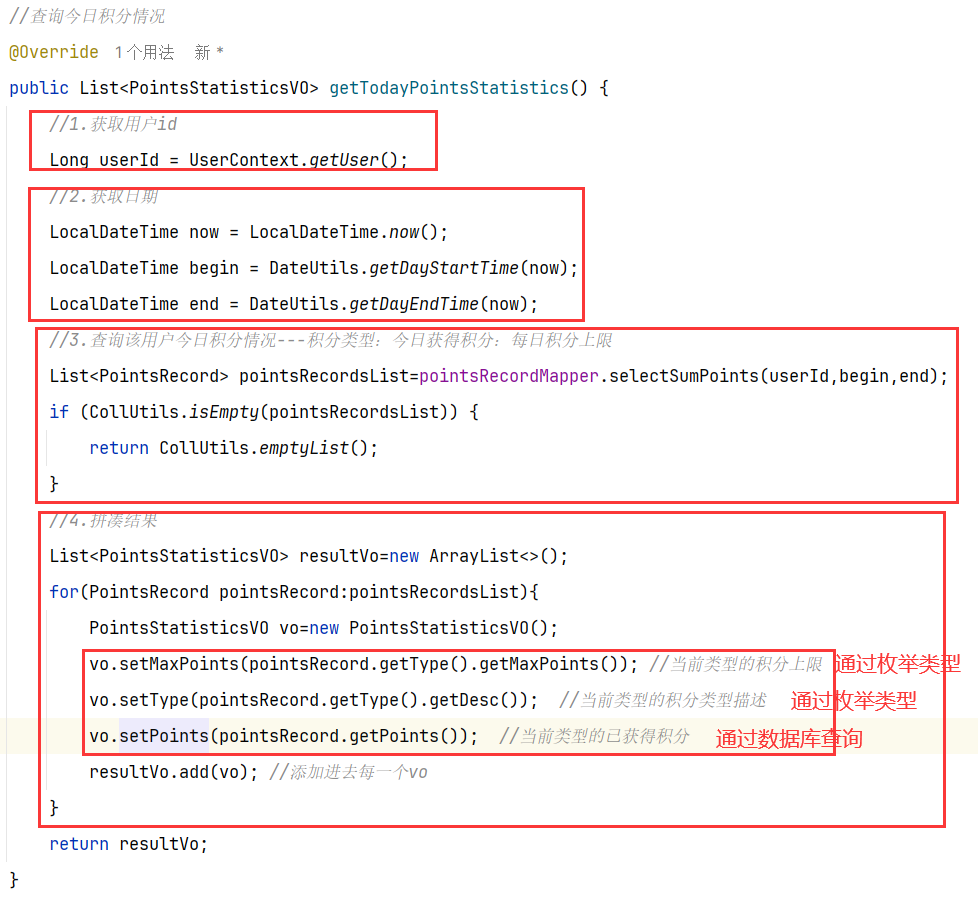 //查询今日积分情况
@Override 1个用法 新 *
public List<PointsStatisticsVO> getTodayPointsStatistics() {
//1.获取用户id
Long userId = UserContext.getUser();
//2.获取日期
LocalDateTime now = LocalDateTime.now();
LocalDateTime begin = DateUtils.getDayStartTime(now);
LocalDateTime end = DateUtils.getDayEndTime(now);
//3.查询该用户今日积分情况---积分类型：今日获得积分：每日积分上限
List<PointsRecord> pointsRecordsList=pointsRecordMapper.selectSumPoints(userId,begin,end);
if (CollUtils.isEmpty(pointsRecordsList)) {
return CollUtils.emptyList();
}
//4.拼凑结果
List<PointsStatisticsVO> resultVo=new ArrayList<>();
for(PointsRecord pointsRecord:pointsRecordsList){
PointsStatisticsVO vo=new PointsStatisticsVO();
vo.setMaxPoints(pointsRecord.getType().getMaxPoints()); //当前类型的积分上限 通过枚举类型
vo.setType(pointsRecord.getType().getDesc()); //当前类型的积分类型描述 通过枚举类型
vo.setPoints(pointsRecord.getPoints()); //当前类型的已获得积分 通过数据库查询
resultVo.add(vo); //添加进去每一个vo
}
return resultVo;
}